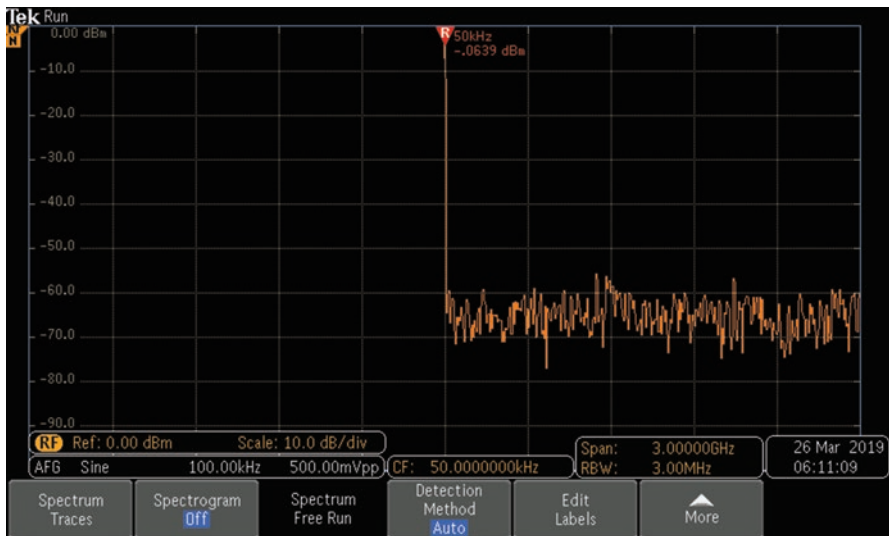 Tek Run
0.00 dBm
R 50kHz
-.0639 dBm
-10.0
-20.0
-30.0
-40.0
-50.0
-60.0
-70.0
-80.0
-90.0
RF Ref: 0.00 dBm Scale: 10.0 dB/div
Span: 3.00000GHz
RBW: 3.00MHz
26 Mar 2019
06:11:09
AFG Sine 100.00kHz 500.00mVpp
CF: 50.0000000kHz
Spectrum
Traces
Spectrogram
Off
Spectrum
Free Run
Detection
Method
Auto
Edit
Labels
More